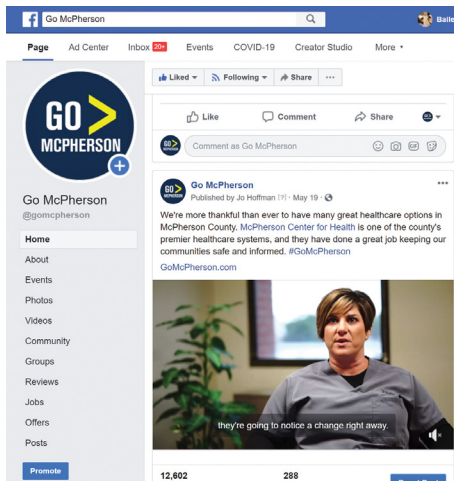 Go McPherson
Baile
Page Ad Center Inbox 20+ Events COVID-19 Creator Studio More
Liked Following Share ...
GO
MCPHERSON
Like Comment Share
Comment as Go McPherson
GIF
Go McPherson
Published by Jo Hoffman [?] · May 19 ·
We're more thankful than ever to have many great healthcare options in
McPherson County. McPherson Center for Health is one of the county's
premier healthcare systems, and they have done a great job keeping our
communities safe and informed. #GoMcPherson
GoMcPherson.com
Go McPherson
@gomcpherson
Home
About
Events
Photos
Videos
Community
Groups
Reviews
Jobs
Offers
Posts
Promote
they're going to notice a change right away.
12,602 288